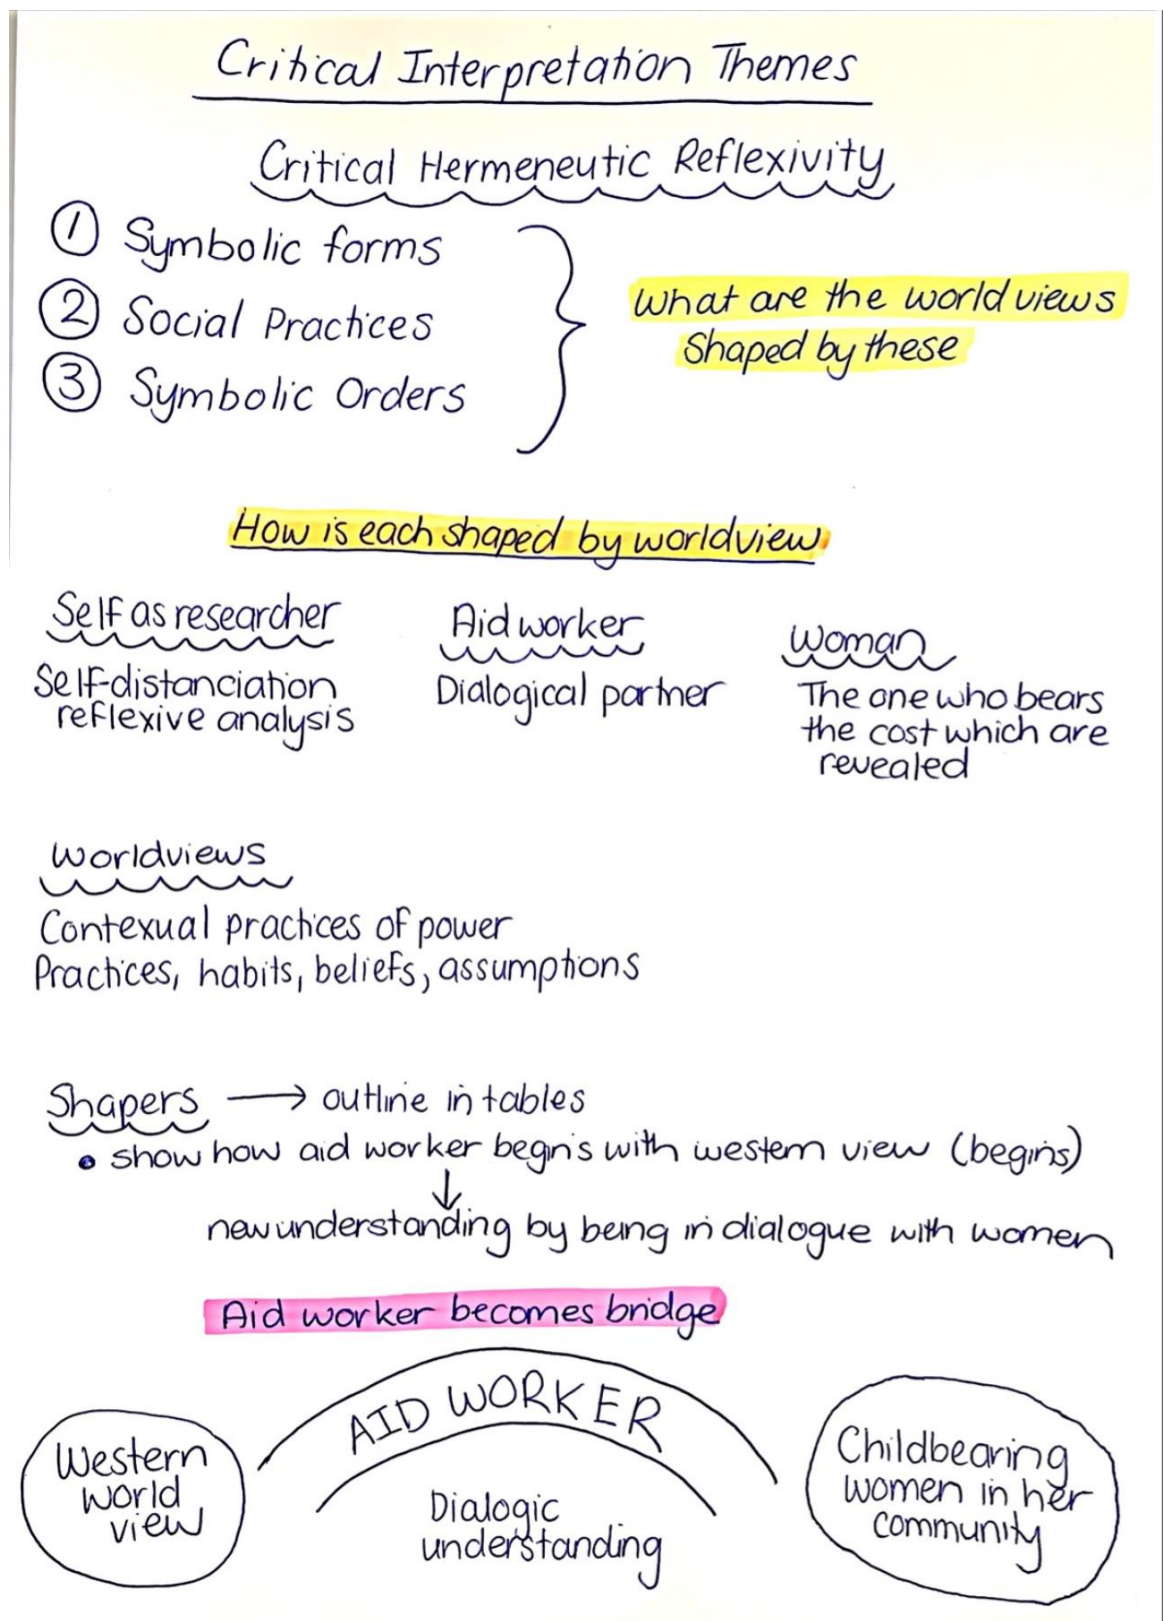 Critical Interpretation Themes
Critical Hermeneutic Reflexivity
① Symbolic forms
② Social Practices
③ Symbolic Orders
What are the world views
Shaped by these
How is each shaped by worldview
Self as researcher
Self-distanciation
reflexive analysis
Aid worker
Dialogical partner
Woman
The one who bears
the cost which are
revealed
Worldviews
Contexual practices of power
Practices, habits, beliefs, assumptions
Shapers → outline in tables
• show how aid worker begins with western view (begins)
↓
new understanding by being in dialogue with women
Aid worker becomes bridge
AID WORKER
Western
world
view
Dialogic
understanding
Childbearing
women in her
community